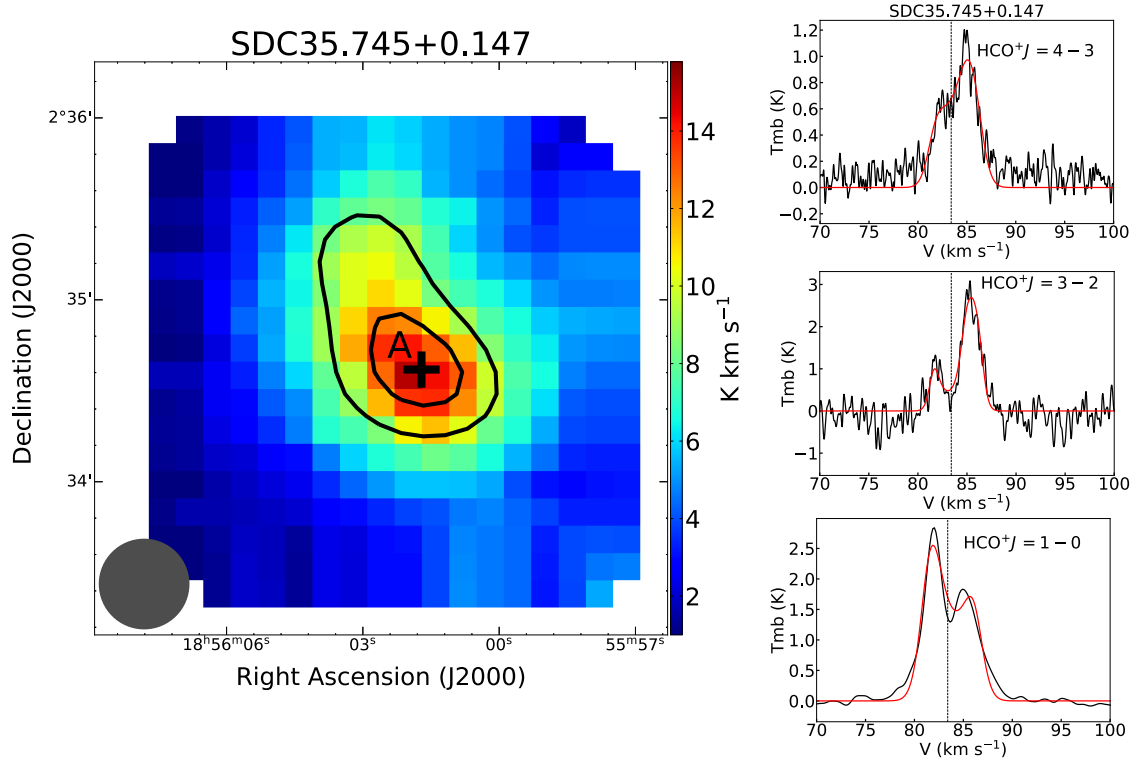 SDC35.745+0.147
2°36'
35'
34'
Declination (J2000)
A
18ʰ56ᵐ06ˢ
03ˢ
00ˢ
55ᵐ57ˢ
Right Ascension (J2000)
14
12
10
8
6
4
2
K km s⁻¹
SDC35.745+0.147
HCO⁺J = 4 − 3
1.2
1.0
0.8
0.6
0.4
0.2
0.0
−0.2
Tmb (K)
70 75 80 85 90 95 100
V (km s⁻¹)
HCO⁺J = 3 − 2
3
2
1
0
−1
Tmb (K)
70 75 80 85 90 95 100
V (km s⁻¹)
HCO⁺J = 1 − 0
2.5
2.0
1.5
1.0
0.5
0.0
Tmb (K)
70 75 80 85 90 95 100
V (km s⁻¹)